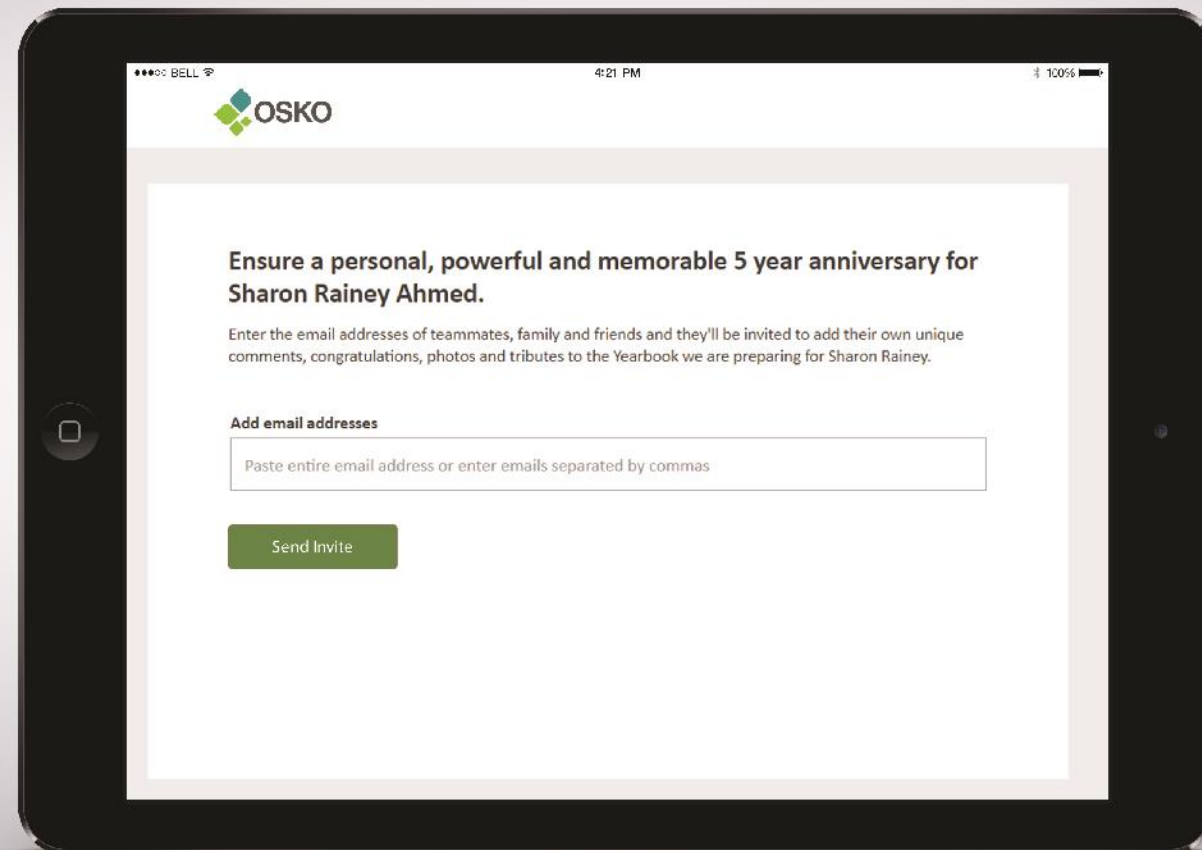 BELL 4:21 PM 100%
OSKO
Ensure a personal, powerful and memorable 5 year anniversary for
Sharon Rainey Ahmed.
Enter the email addresses of teammates, family and friends and they'll be invited to add their own unique
comments, congratulations, photos and tributes to the Yearbook we are preparing for Sharon Rainey.
Add email addresses
Paste entire email address or enter emails separated by commas
Send Invite